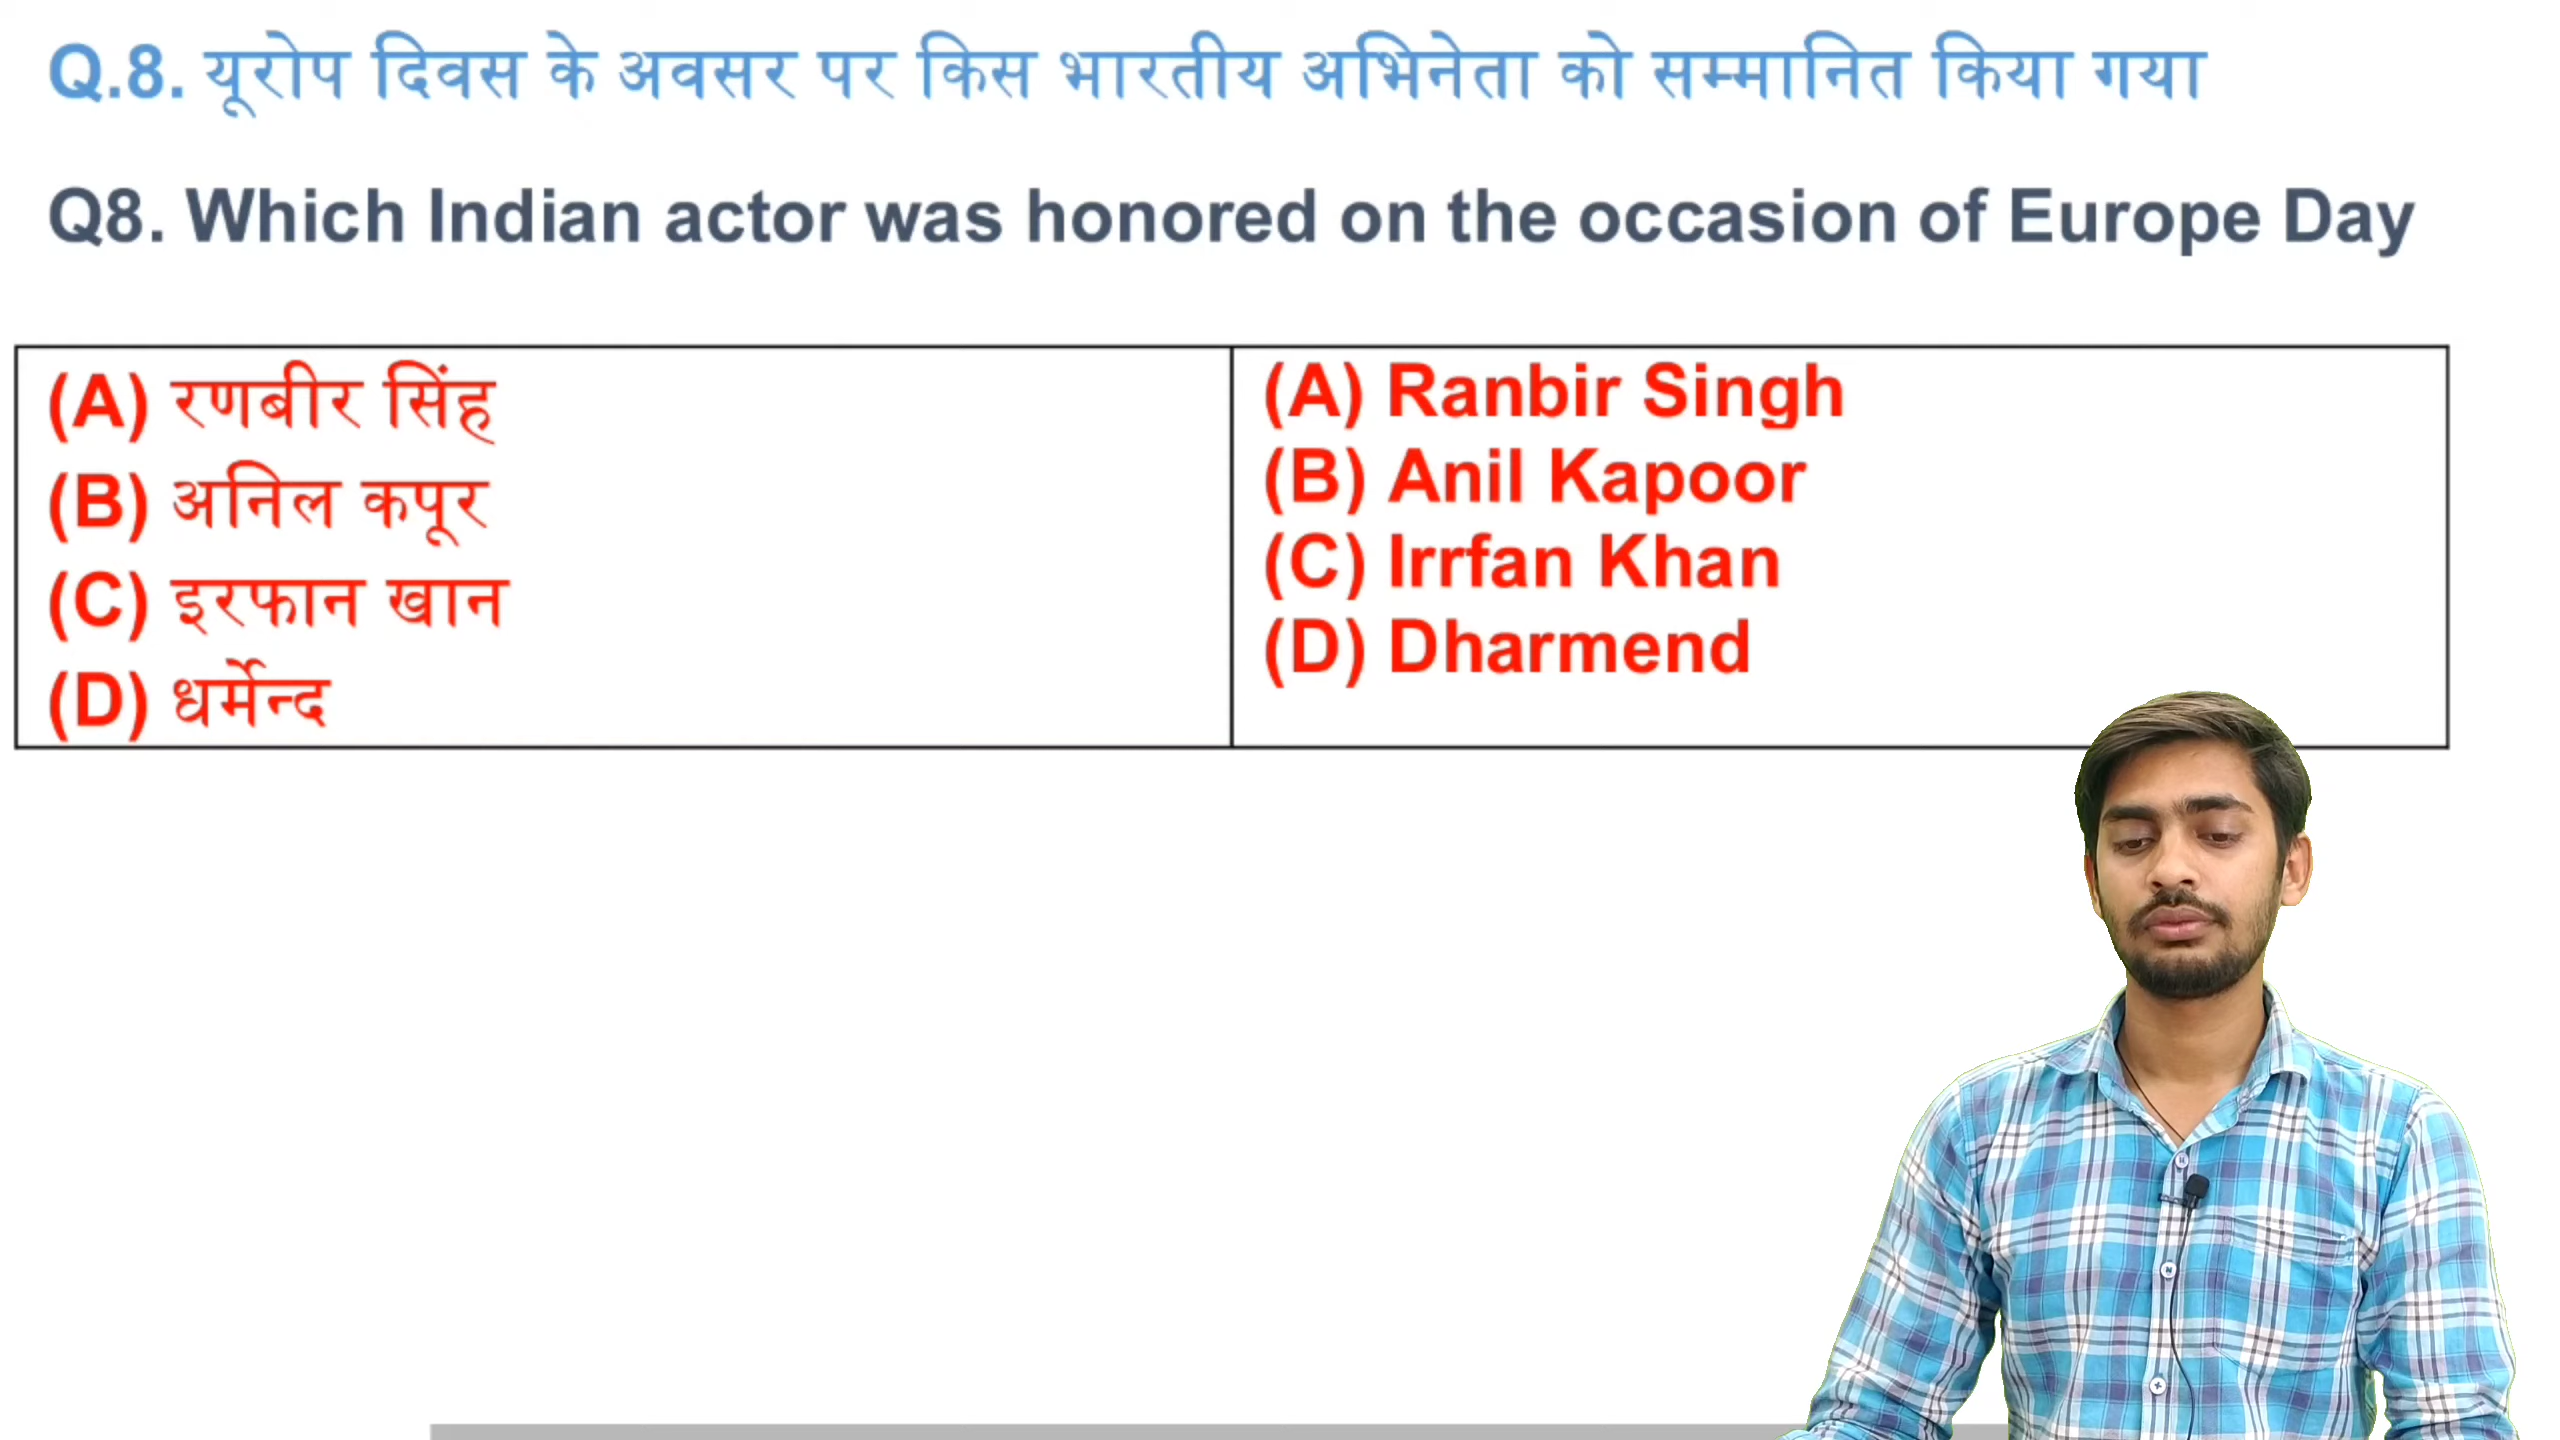 Q.8. यूरोप दिवस के अवसर पर किस भारतीय अभिनेता को सम्मानित किया गया
Q8. Which Indian actor was honored on the occasion of Europe Day
(A) रणबीर सिंह
(B) अनिल कपूर
(C) इरफान खान
(D) धर्मेन्द
(A) Ranbir Singh
(B) Anil Kapoor
(C) Irrfan Khan
(D) Dharmend